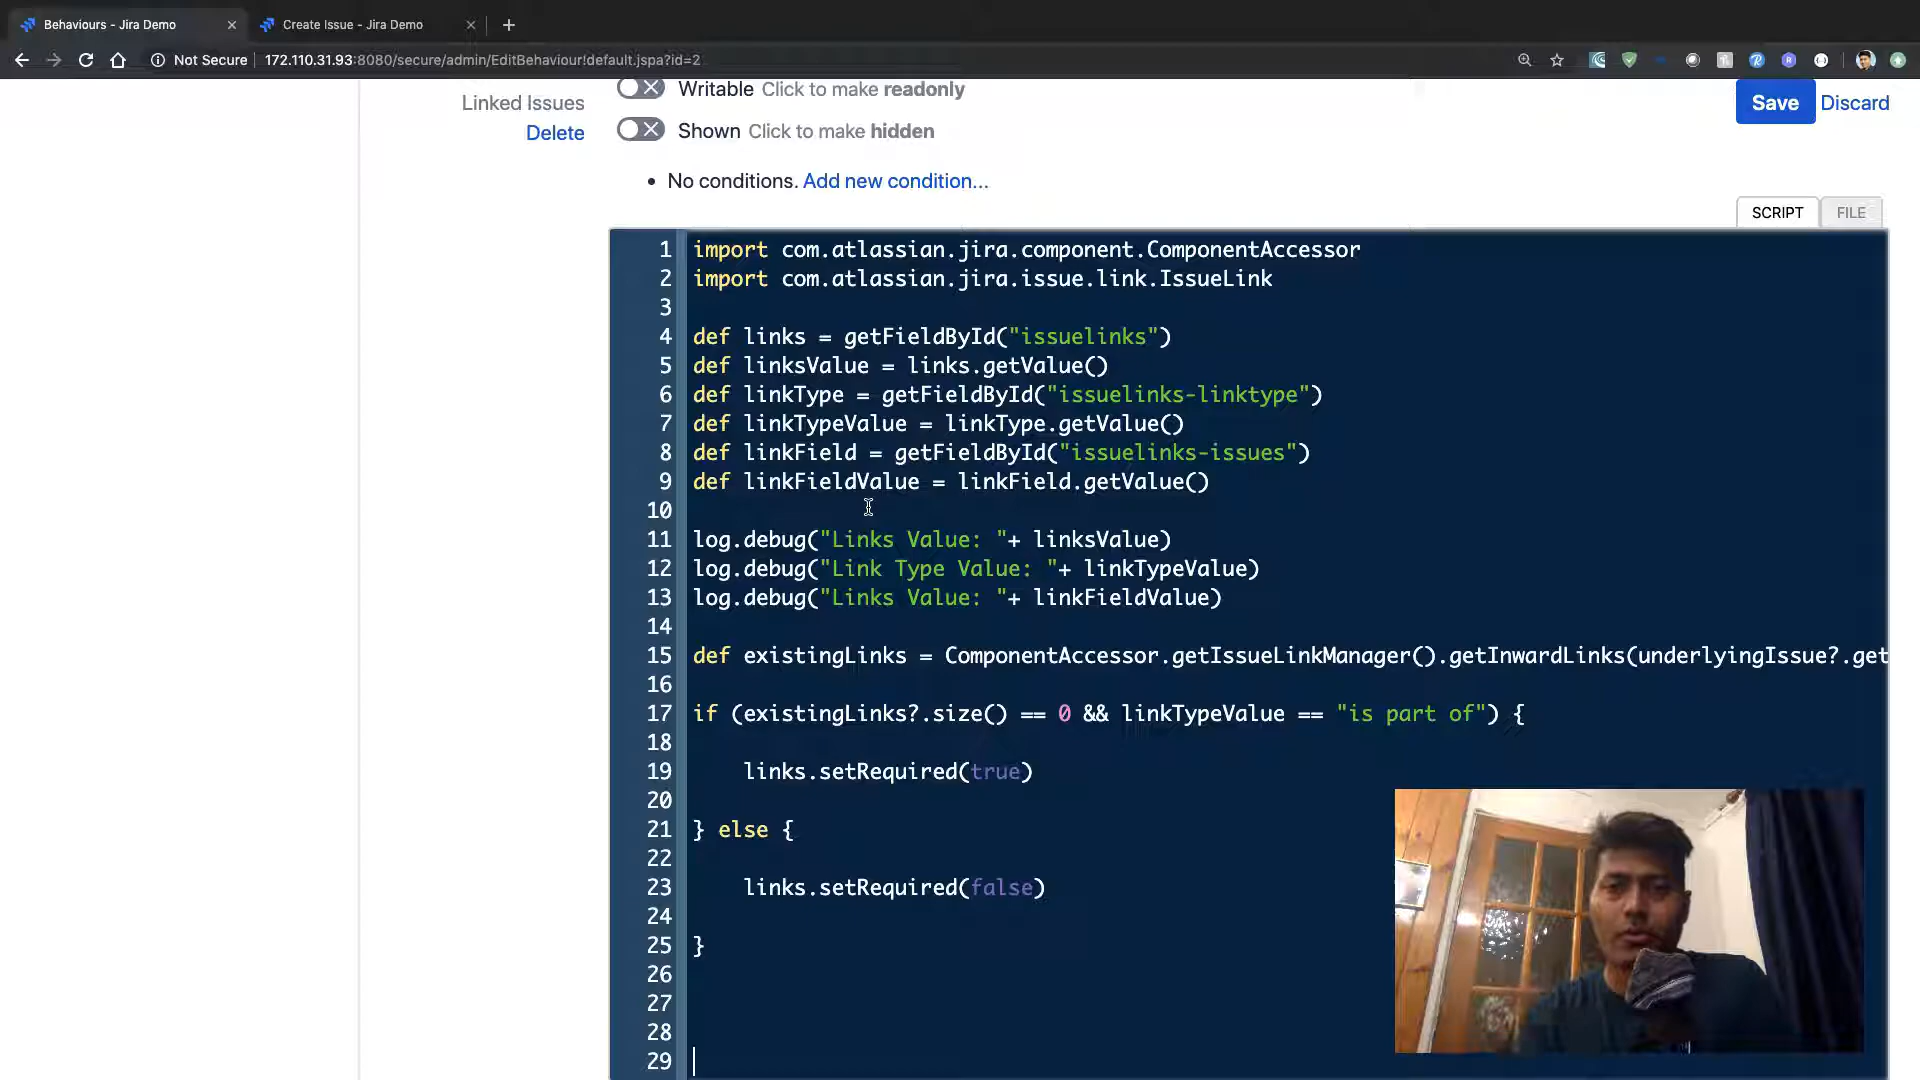 Behaviours - Jira Demo
Create Issue - Jira Demo
Not Secure
172.110.31.93:8080/secure/admin/EditBehaviour!default.jspa?id=2
Linked Issues
Delete
Writable Click to make readonly
Shown Click to make hidden
Save Discard
• No conditions. Add new condition...
SCRIPT FILE
1 import com.atlassian.jira.component.ComponentAccessor
2 import com.atlassian.jira.issue.link.IssueLink
3
4 def links = getFieldById("issuelinks")
5 def linksValue = links.getValue()
6 def linkType = getFieldById("issuelinks-linktype")
7 def linkTypeValue = linkType.getValue()
8 def linkField = getFieldById("issuelinks-issues")
9 def linkFieldValue = linkField.getValue()
10
11 log.debug("Links Value: "+ linksValue)
12 log.debug("Link Type Value: "+ linkTypeValue)
13 log.debug("Links Value: "+ linkFieldValue)
14
15 def existingLinks = ComponentAccessor.getIssueLinkManager().getInwardLinks(underlyingIssue?.get
16
17 if (existingLinks?.size() == 0 && linkTypeValue == "is part of") {
18
19 links.setRequired(true)
20
21 } else {
22
23 links.setRequired(false)
24
25 }
26
27
28
29